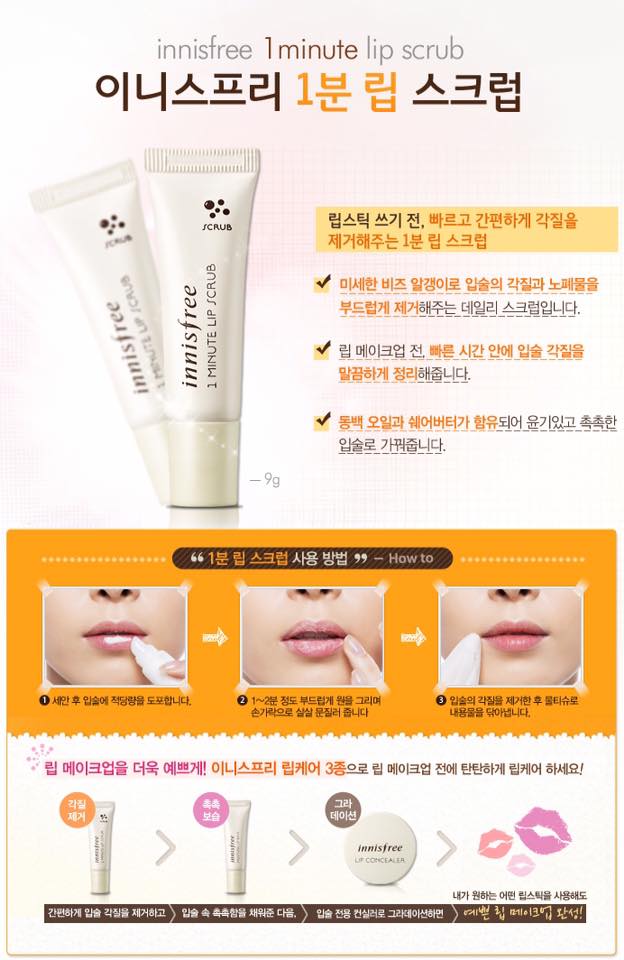 innisfree 1minute lip scrub
이니스프리 1분 립 스크럽
SCRUB
innisfree
1 MINUTE LIP SCRUB
SCRUB
innisfree
1 MINUTE LIP SCRUB
9g
립스틱 쓰기 전, 빠르고 간편하게 각질을
제거해주는 1분 립 스크럽
미세한 비즈 알갱이로 입술의 각질과 노폐물을
부드럽게 제거해주는 데일리 스크럽입니다.
립 메이크업 전, 빠른 시간 안에 입술 각질을
말끔하게 정리해줍니다.
동백 오일과 쉐어버터가 함유되어 윤기있고 촉촉한
입술로 가꿔줍니다.
❝ 1분 립 스크럽 사용 방법 ❞ – How to
❶ 세안 후 입술에 적당량을 도포합니다.
❷ 1~2분 정도 부드럽게 원을 그리며
손가락으로 살살 문질러 줍니다
❸ 입술의 각질을 제거한 후 물티슈로
내용물을 닦아냅니다.
립 메이크업을 더욱 예쁘게! 이니스프리 립케어 3종으로 립 메이크업 전에 탄탄하게 립케어 하세요!
각질
제거
촉촉
보습
그라
데이션
innisfree
LIP CONCEALER
간편하게 입술 각질을 제거하고
입술 속 촉촉함을 채워준 다음,
입술 전용 컨실러로 그라데이션하면
내가 원하는 어떤 립스틱을 사용해도
예쁜 립 메이크업 완성!